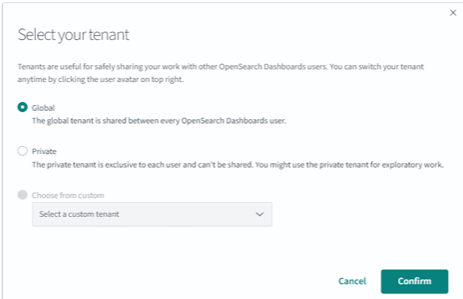 Select your tenant
Tenants are useful for safely sharing your work with other OpenSearch Dashboards users. You can switch your tenant
anytime by clicking the user avatar on top right.
Global
The global tenant is shared between every OpenSearch Dashboards user.
Private
The private tenant is exclusive to each user and can't be shared. You might use the private tenant for exploratory work.
Choose from custom
Select a custom tenant
Cancel Confirm